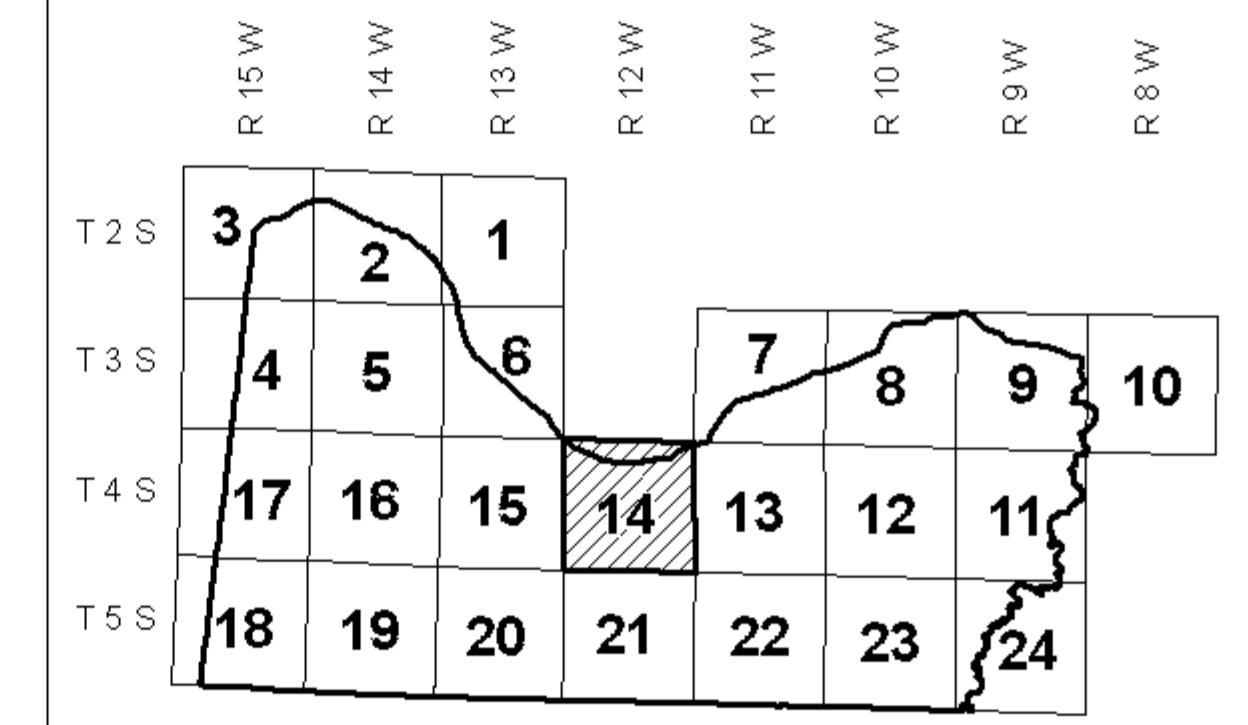 R 15 W R 14 W R 13 W R 12 W R 11 W R 10 W R 9 W R 8 W
T 2 S 3 2 1
T 3 S 4 5 6 7 8 9 10
T 4 S 17 16 15 14 13 12 11
T 5 S 18 19 20 21 22 23 24